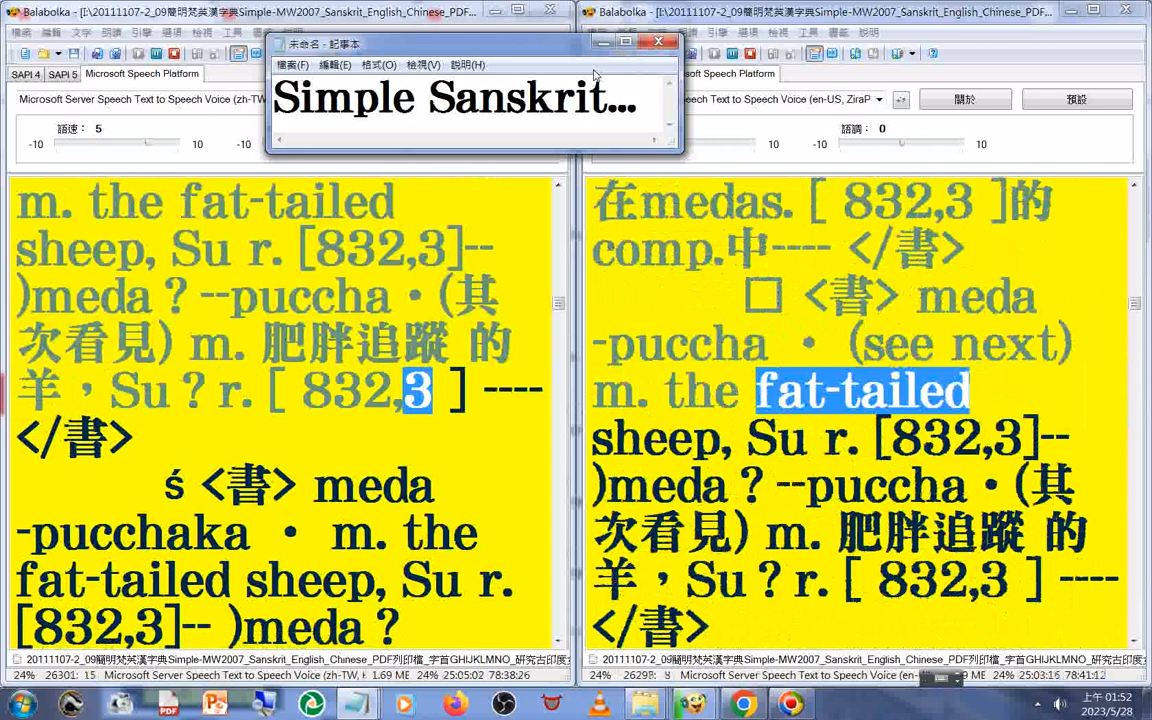 Balabolka - [I:\20111107-2_09簡明梵英漢字典Simple-MW2007_Sanskrit_English_Chinese_PDF...
Balabolka - [I:\20111107-2_09簡明梵英漢字典Simple-MW2007_Sanskrit_English_Chinese_PDF...
未命名 - 記事本
檔案(F) 編輯(E) 格式(O) 檢視(V) 說明(H)
Simple Sanskrit...
SAPI 4 SAPI 5 Microsoft Speech Platform
Microsoft Server Speech Text to Speech Voice (zh-TW,
語速： 5
-10 10 -10
Speech Text to Speech Voice (en-US, ZiraP
關於 預設
語調： 0
10 -10 10
m. the fat-tailed
sheep, Su r. [832,3]--
)meda？--puccha・(其
次看見) m. 肥胖追蹤 的
羊，Su？r. [ 832,3 ] ----
</書>
ś <書> meda
-pucchaka ・ m. the
fat-tailed sheep, Su r.
[832,3]-- )meda？
在medas. [ 832,3 ]的
comp.中---- </書>
□ <書> meda
-puccha ・ (see next)
m. the fat-tailed
sheep, Su r. [832,3]--
)meda？--puccha・(其
次看見) m. 肥胖追蹤 的
羊，Su？r. [ 832,3 ] ----
</書>
20111107-2_09簡明梵英漢字典Simple-MW2007_Sanskrit_English_Chinese_PDF列印檔_字首GHIJKLMNO_研究古印度
20111107-2_09簡明梵英漢字典Simple-MW2007_Sanskrit_English_Chinese_PDF列印檔_字首GHIJKLMNO_研究古印度
24% 26301: 15 Microsoft Server Speech Text to Speech Voice (zh-TW, 1.69 MB 24% 25:05:02 78:38:26
24% Microsoft Server Speech Text to Speech Voice 24% 25:03:16 78:41:12
上午 01:52
2023/5/28